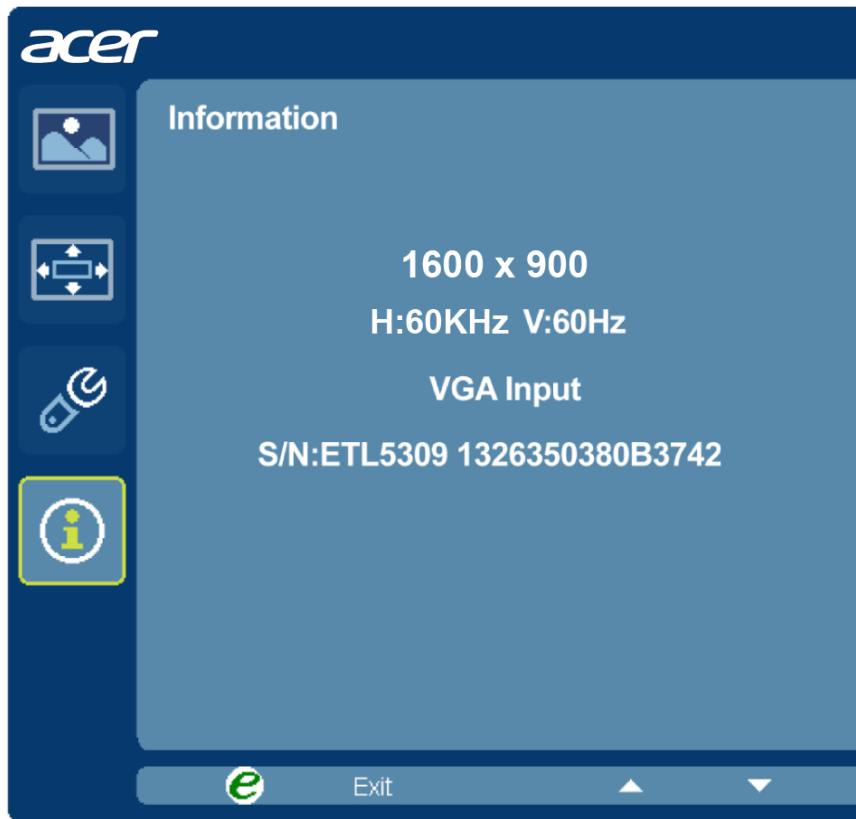 acer
Information
1600 x 900
H:60KHz V:60Hz
VGA Input
S/N:ETL5309 1326350380B3742
e Exit